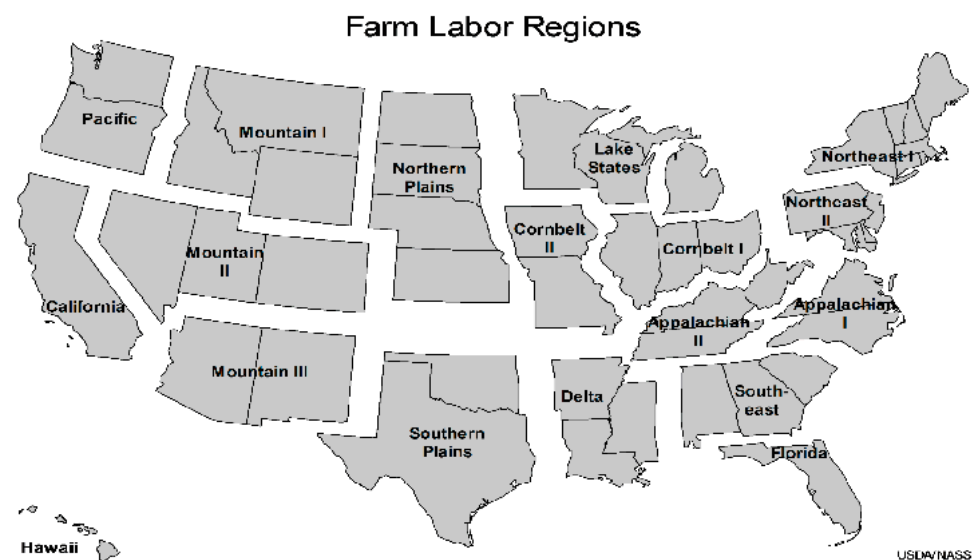 Farm Labor Regions
Pacific
Mountain I
Northern
Plains
Lake
States
Northeast I
Northeast
II
Cornbelt
II
Cornbelt I
Mountain
II
California
Appalachian
II
Appalachian
I
Mountain III
Delta
South-
east
Southern
Plains
Florida
Hawaii
USDA/NASS